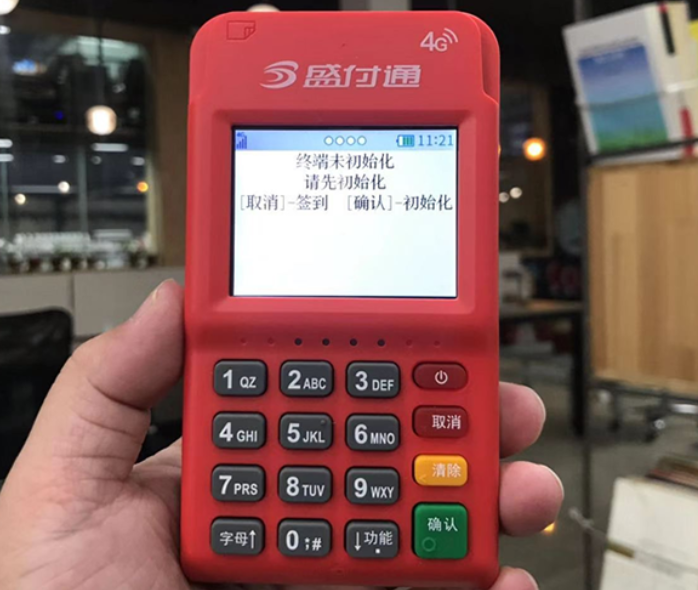 4G
盛付通
4G 11:21
终端未初始化
请先初始化
[取消]-签到 [确认]-初始化
1 QZ 2 ABC 3 DEF
4 GHI 5 JKL 6 MNO 取消
7 PRS 8 TUV 9 WXY 清除
字母↑ 0 ;# ↓功能 确认